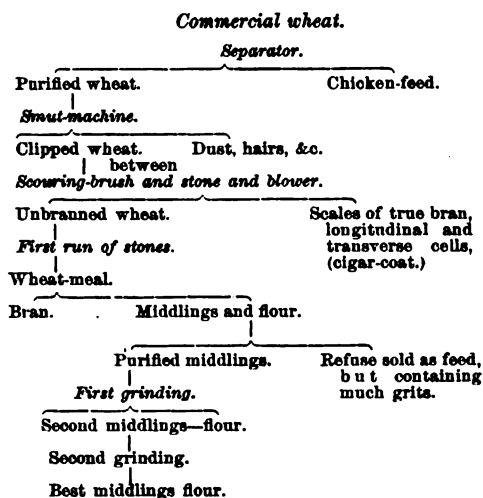 Commercial wheat.
Separator.
Purified wheat. Chicken-feed.
Smut-machine.
Clipped wheat. Dust, hairs, &c.
between
Scouring-brush and stone and blower.
Unbranned wheat. Scales of true bran,
First run of stones. longitudinal and
transverse cells,
Wheat-meal. (cigar-coat.)
Bran. Middlings and flour.
Purified middlings. Refuse sold as feed,
First grinding. but containing
much grits.
Second middlings—flour.
Second grinding.
Best middlings flour.